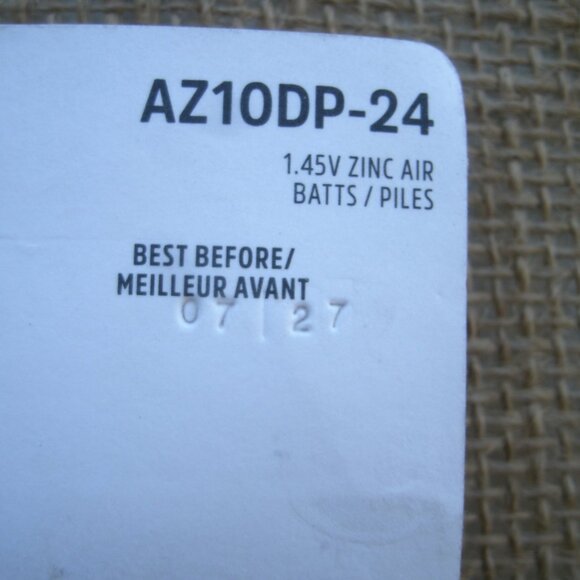 AZ10DP-24
1.45V ZINC AIR
BATTS / PILES
BEST BEFORE/
MEILLEUR AVANT
07 | 27